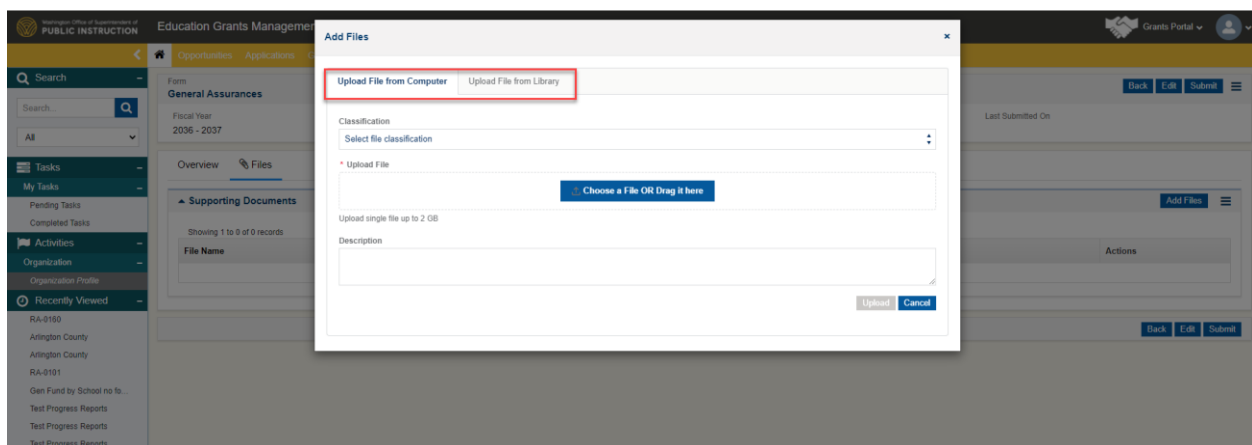 Washington Office of Superintendent of
PUBLIC INSTRUCTION
Education Grants Managemen
Grants Portal
Opportunities Applications
Search
Search...
All
Tasks
My Tasks
Pending Tasks
Completed Tasks
Activities
Organization
Organization Profile
Recently Viewed
RA-0160
Arlington County
Arlington County
RA-0101
Gen Fund by School no fo...
Test Progress Reports
Test Progress Reports
Test Progress Reports
Form
General Assurances
Fiscal Year
2036 - 2037
Back Edit Submit
Last Submitted On
Overview Files
Supporting Documents
Add Files
Showing 1 to 0 of 0 records
File Name
Actions
Back Edit Submit
Add Files
×
Upload File from Computer Upload File from Library
Classification
Select file classification
* Upload File
Choose a File OR Drag it here
Upload single file up to 2 GB
Description
Upload Cancel